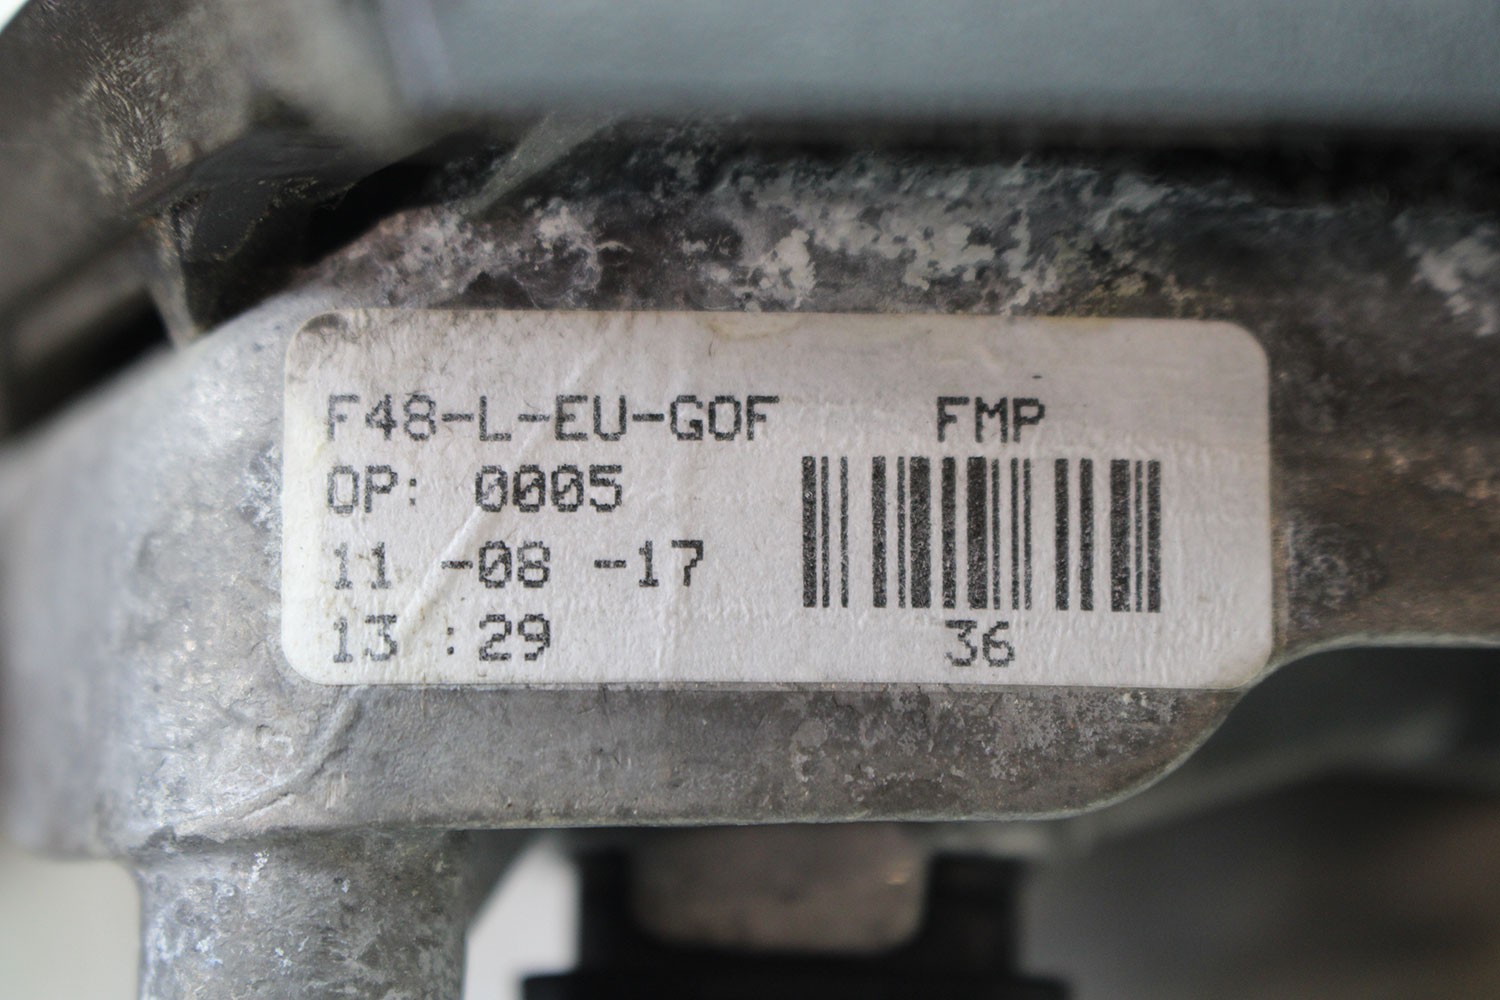 F48-L-EU-GOF
OP: 0005
11 -08 -17
13 :29
FMP
36